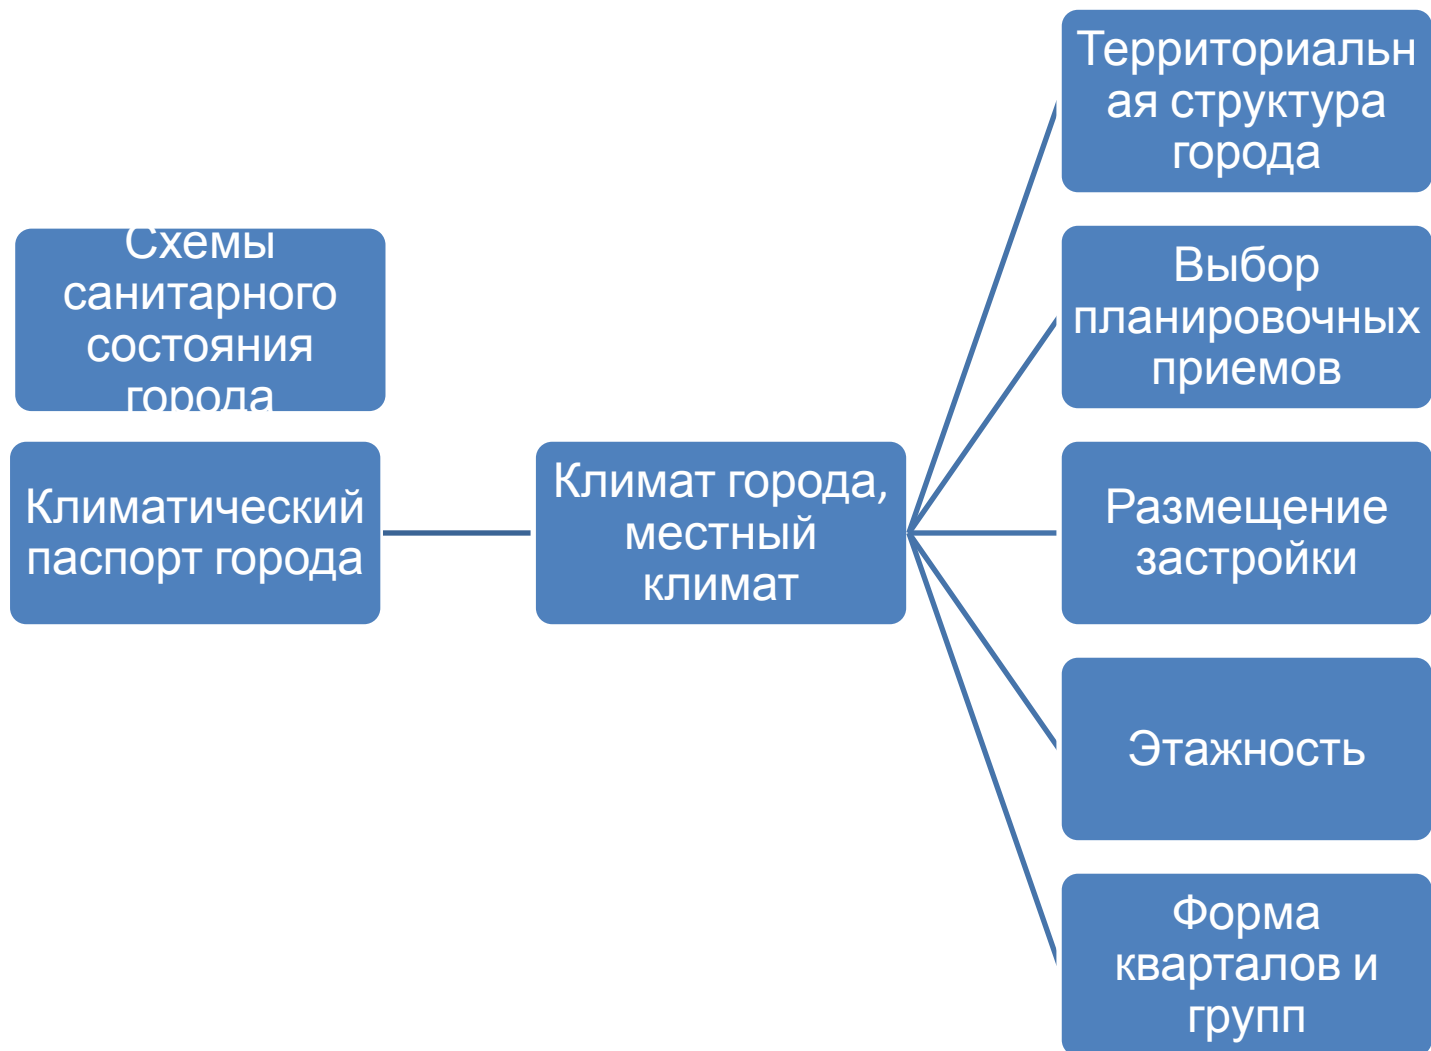 Схемы
санитарного
состояния
города
Климатический
паспорт города
Климат города,
местный
климат
Территориальн
ая структура
города
Выбор
планировочных
приемов
Размещение
застройки
Этажность
Форма
кварталов и
групп